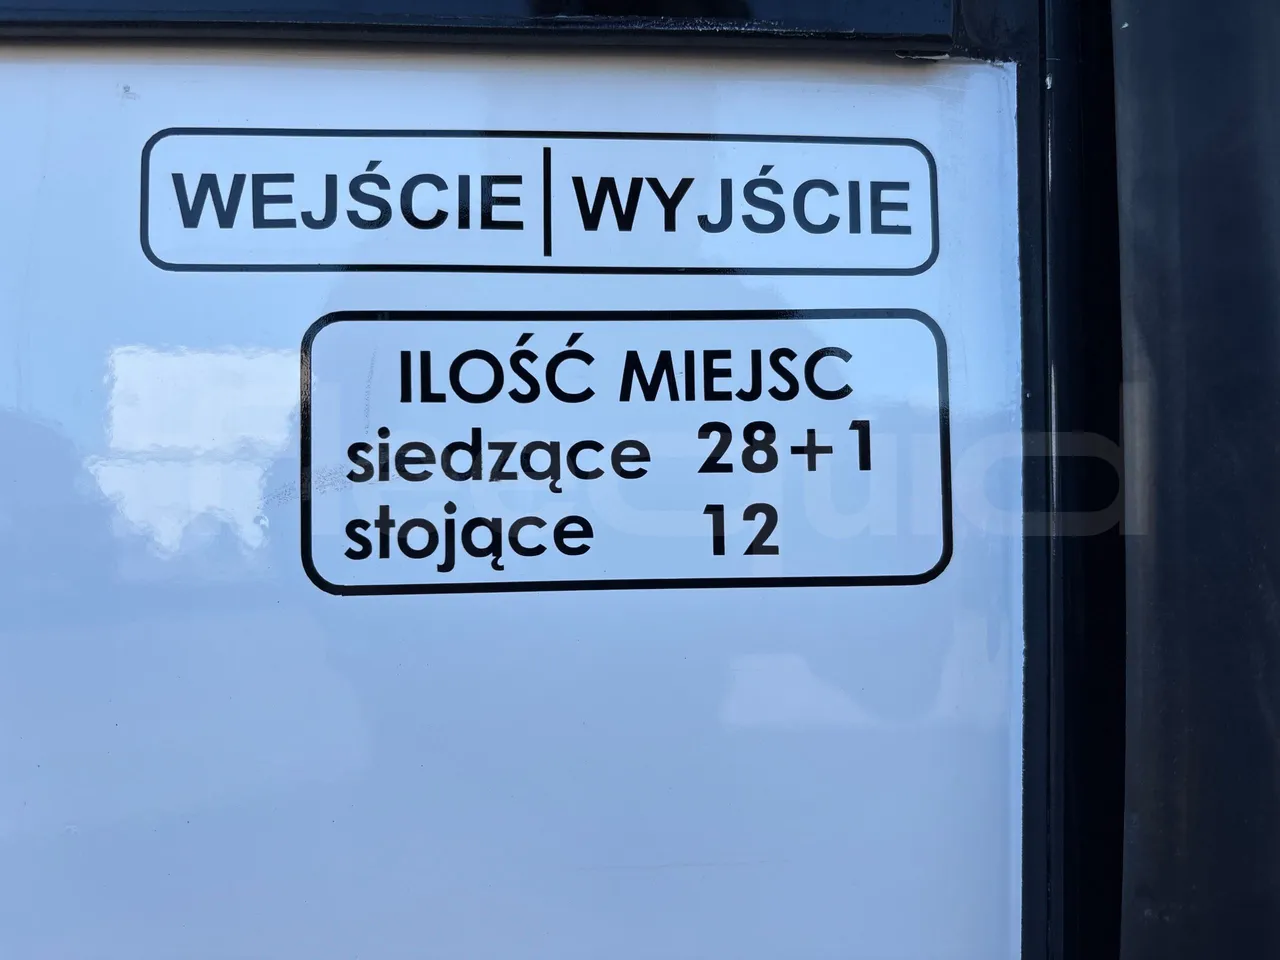 WEJŚCIE | WYJŚCIE
ILOŚĆ MIEJSC
siedzące 28+1
stojące 12